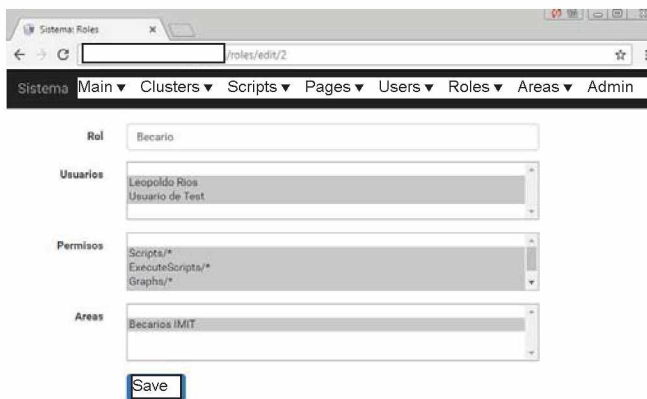 Sistema: Roles
/roles/edit/2
Sistema Main ▾ Clusters ▾ Scripts ▾ Pages ▾ Users ▾ Roles ▾ Areas ▾ Admin
Rol Becario
Usuarios
Leopoldo Rios
Usuario de Test
Permisos
Scripts/*
ExecuteScripts/*
Graphs/*
Areas
Becarios IMIT
Save